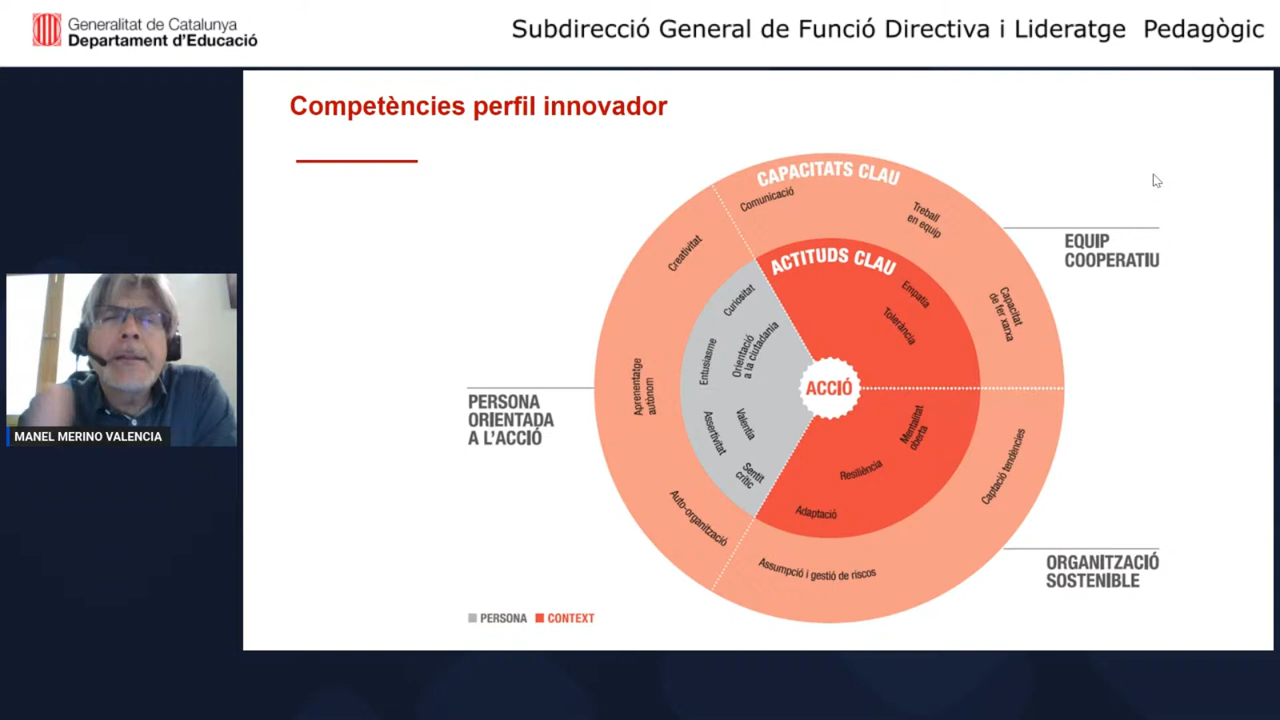 Generalitat de Catalunya
Departament d'Educació
Subdirecció General de Funció Directiva i Lideratge Pedagògic
Competències perfil innovador
CAPACITATS CLAU
Comunicació
Treball
en equip
Creativitat
EQUIP
COOPERATIU
ACTITUDS CLAU
Empatia
Tolerància
Curiositat
Capacitat
de fer xarxa
Orientació
a la ciutadania
Entusiasme
Aprenentatge
autònom
ACCIÓ
PERSONA
ORIENTADA
A L'ACCIÓ
MANEL MERINO VALENCIA
Valentia
Assertivitat
Mentalitat
oberta
Resiliència
Captació tendències
Sentit
crític
Adaptació
Auto-organització
Assumpció i gestió de riscos
ORGANITZACIÓ
SOSTENIBLE
PERSONA
CONTEXT